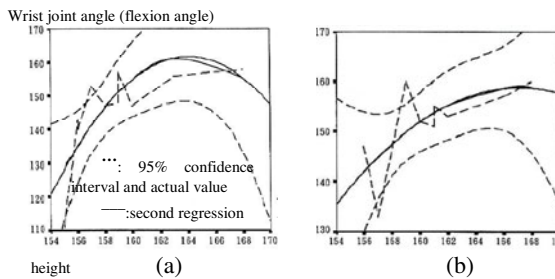 Wrist joint angle (flexion angle)
170
160
150
140
130
120
110
154 156 158 160 162 164 166 168 170
···: 95% confidence
interval and actual value
——:second regression
height
(a)
170
160
150
140
130
154 156 158 160 162 164 166 168
(b)